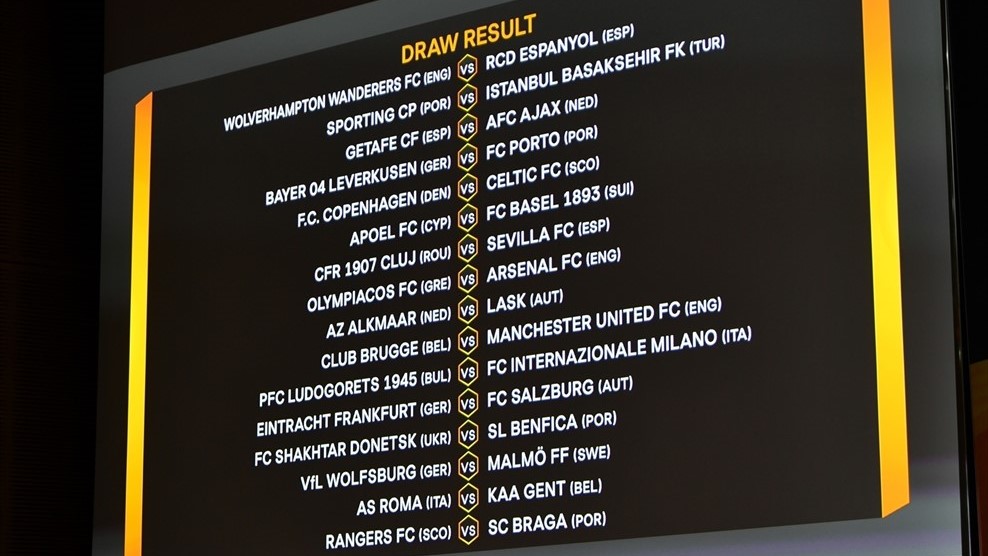 DRAW RESULT
WOLVERHAMPTON WANDERERS FC (ENG) VS RCD ESPANYOL (ESP)
SPORTING CP (POR) VS ISTANBUL BASAKSEHIR FK (TUR)
GETAFE CF (ESP) VS AFC AJAX (NED)
BAYER 04 LEVERKUSEN (GER) VS FC PORTO (POR)
F.C. COPENHAGEN (DEN) VS CELTIC FC (SCO)
APOEL FC (CYP) VS FC BASEL 1893 (SUI)
CFR 1907 CLUJ (ROU) VS SEVILLA FC (ESP)
OLYMPIACOS FC (GRE) VS ARSENAL FC (ENG)
AZ ALKMAAR (NED) VS LASK (AUT)
CLUB BRUGGE (BEL) VS MANCHESTER UNITED FC (ENG)
PFC LUDOGORETS 1945 (BUL) VS FC INTERNAZIONALE MILANO (ITA)
EINTRACHT FRANKFURT (GER) VS FC SALZBURG (AUT)
FC SHAKHTAR DONETSK (UKR) VS SL BENFICA (POR)
VfL WOLFSBURG (GER) VS MALMÖ FF (SWE)
AS ROMA (ITA) VS KAA GENT (BEL)
RANGERS FC (SCO) VS SC BRAGA (POR)